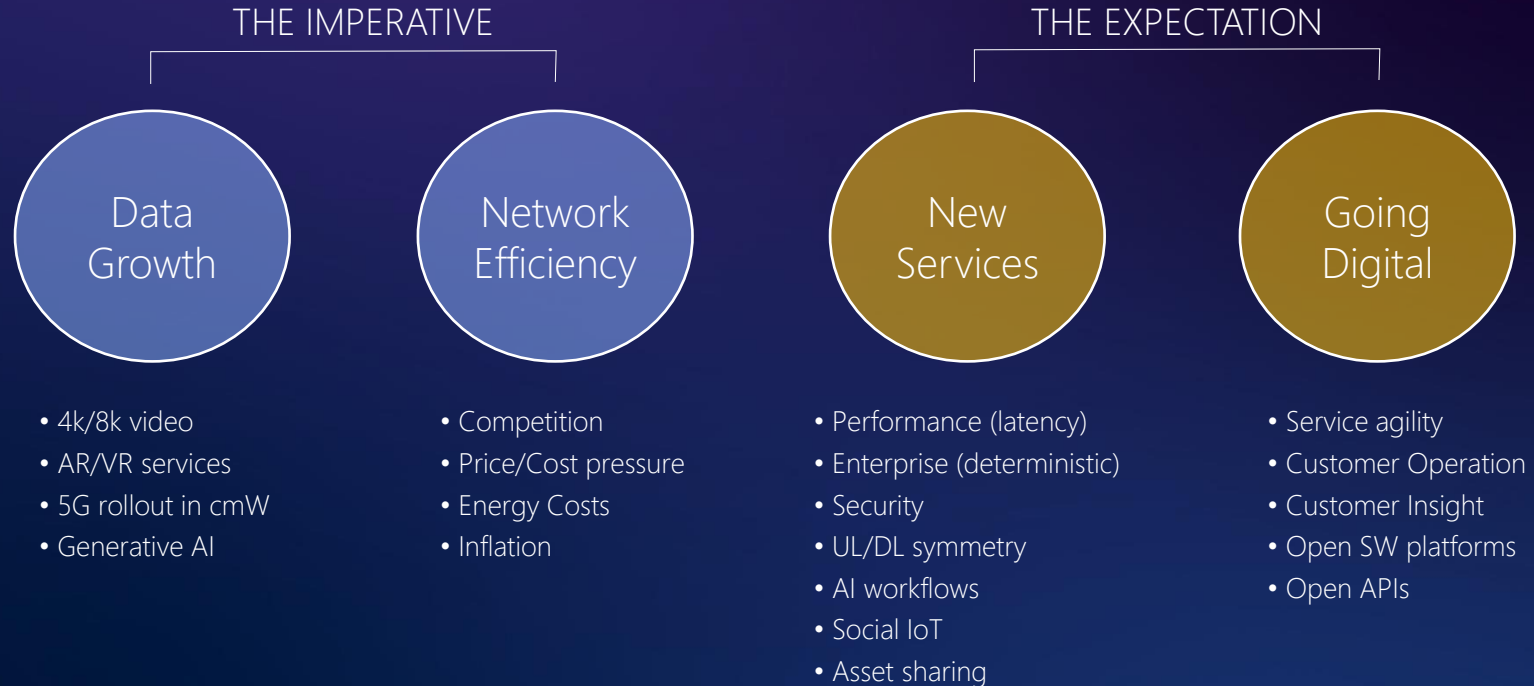 THE IMPERATIVE
THE EXPECTATION
Data
Growth
Network
Efficiency
New
Services
Going
Digital
• 4k/8k video
• AR/VR services
• 5G rollout in cmW
• Generative AI
• Competition
• Price/Cost pressure
• Energy Costs
• Inflation
• Performance (latency)
• Enterprise (deterministic)
• Security
• UL/DL symmetry
• AI workflows
• Social IoT
• Asset sharing
• Service agility
• Customer Operation
• Customer Insight
• Open SW platforms
• Open APIs